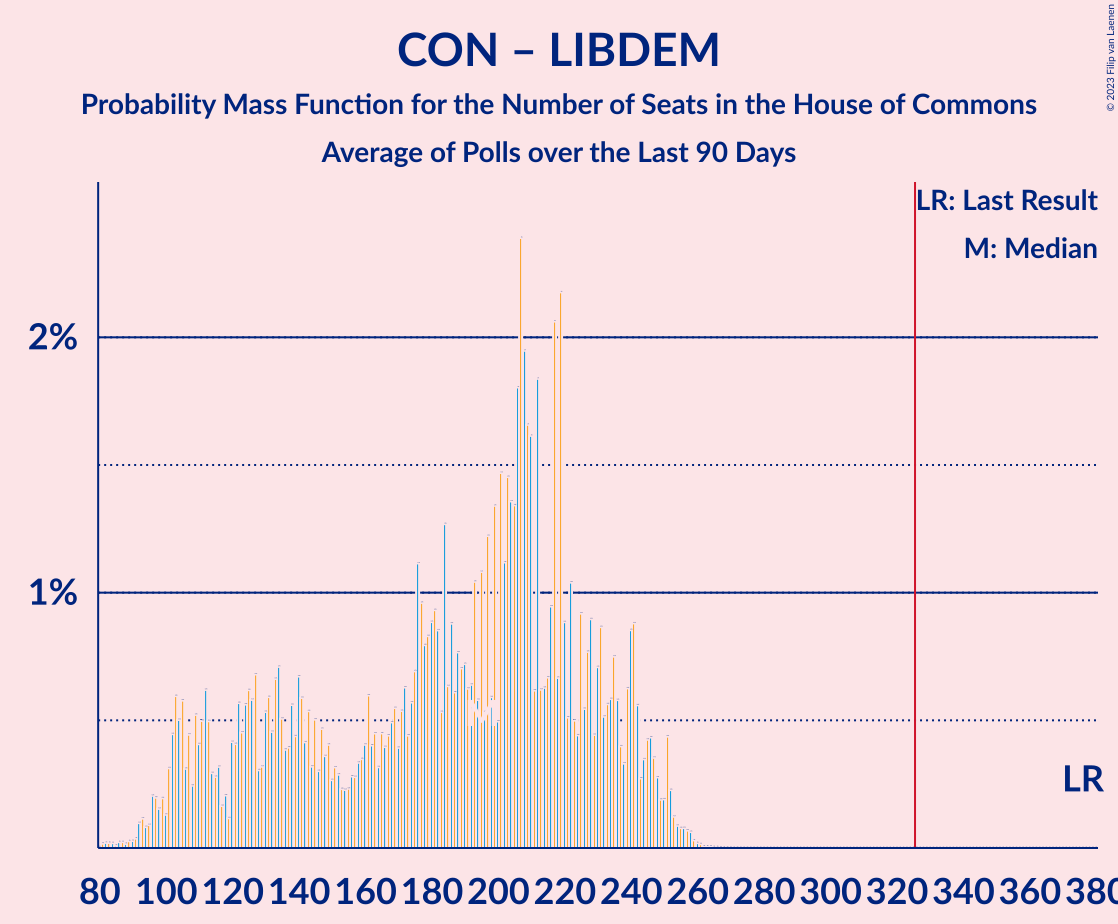 CON – LIBDEM
Probability Mass Function for the Number of Seats in the House of Commons
Average of Polls over the Last 90 Days
© 2023 Filip van Laenen
LR: Last Result
M: Median
2%
1%
LR
80 100 120 140 160 180 200 220 240 260 280 300 320 340 360 380